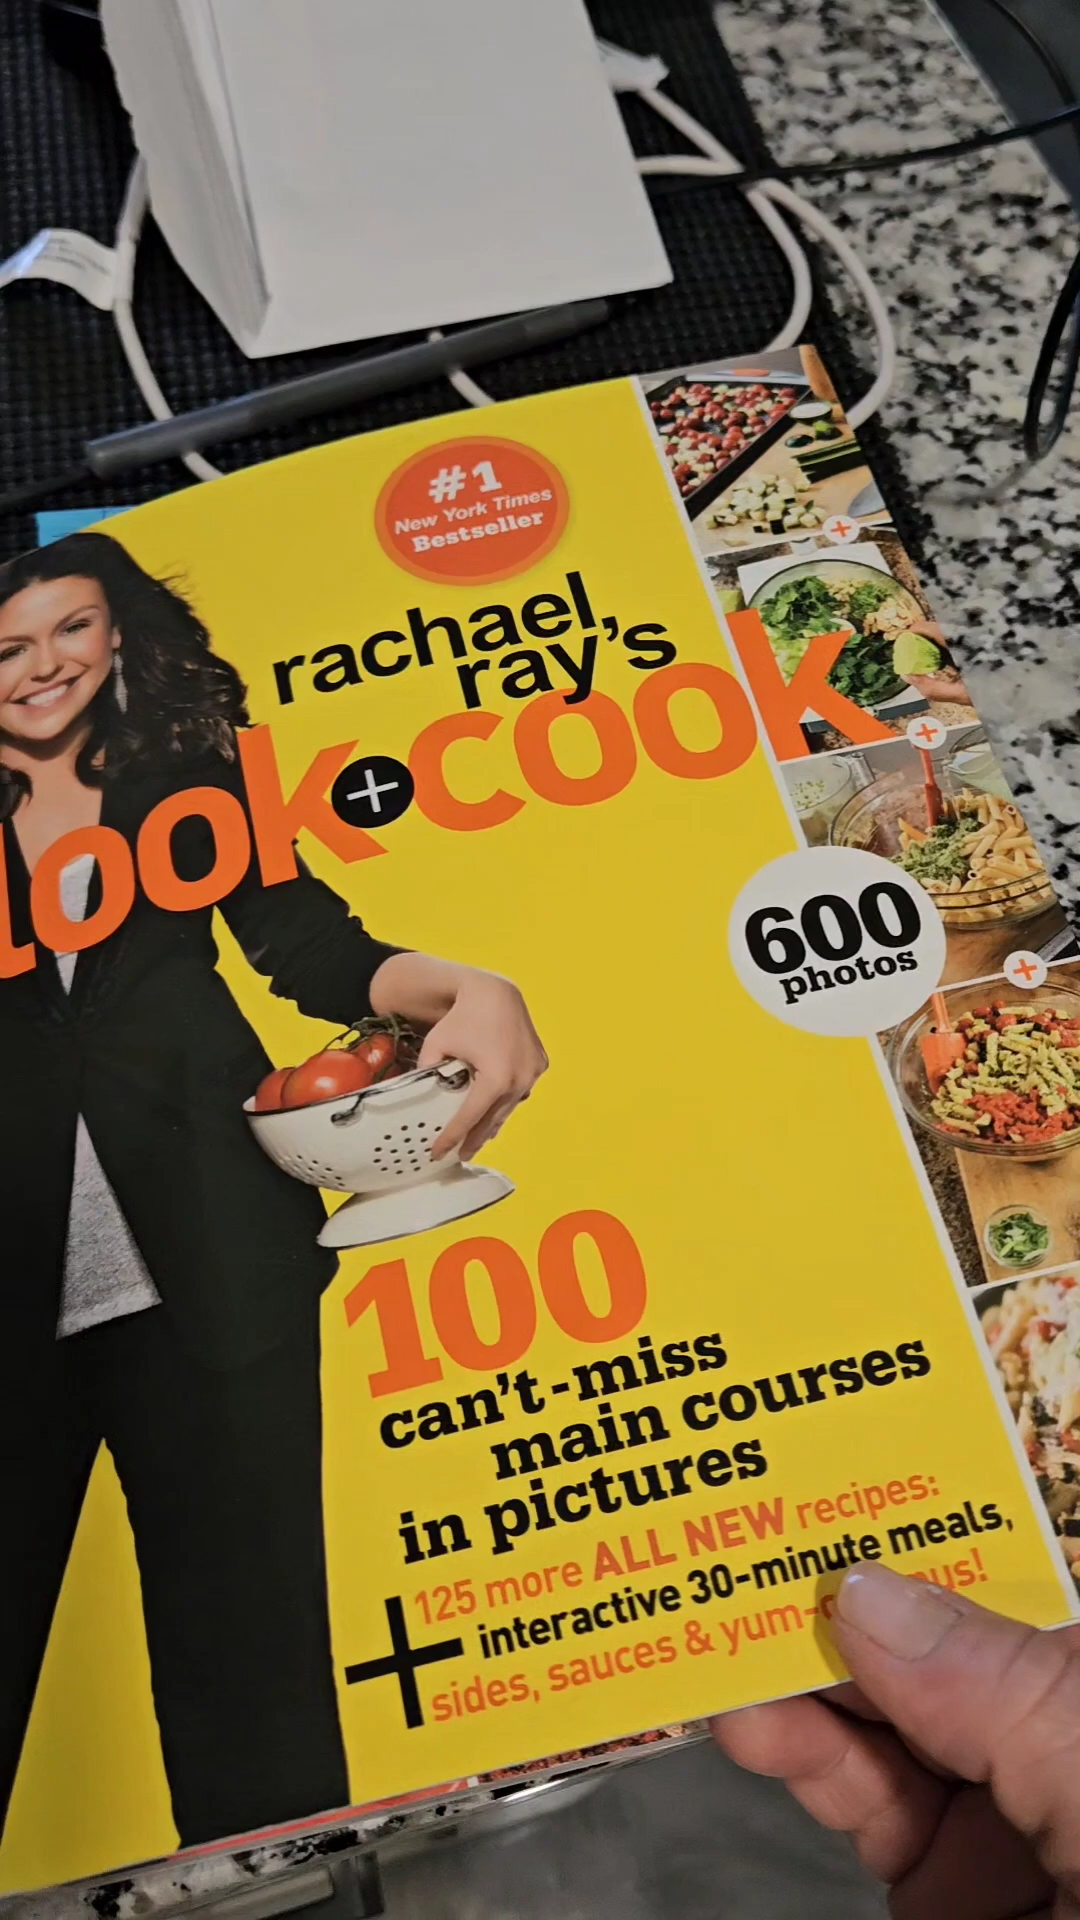 #1
New York Times
Bestseller
rachael
ray's
look+cook
600
photos
100
can't-miss
main courses
in pictures
125 more ALL NEW recipes:
+ interactive 30-minute meals,
sides, sauces & yum-